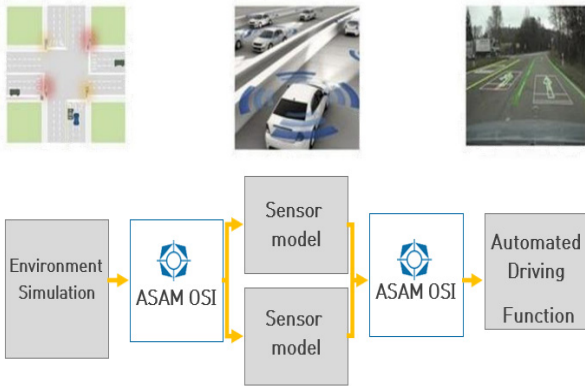 Environment
Simulation
ASAM OSI
Sensor
model
Sensor
model
ASAM OSI
Automated
Driving
Function